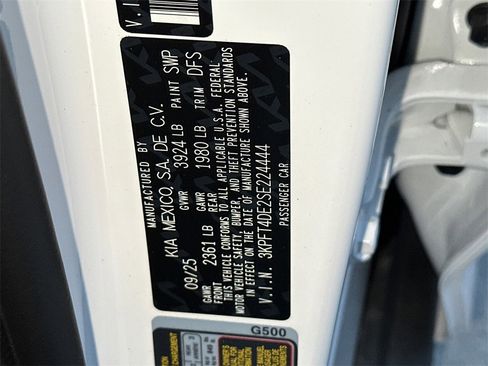 MANUFACTURED BY
KIA MEXICO, S.A. DE C.V.
09/25 GVWR 3924 LB PAINT SWP
GAWR FRONT 2361 LB GAWR REAR 1980 LB TRIM DFS
THIS VEHICLE CONFORMS TO ALL APPLICABLE U.S.A. FEDERAL
MOTOR VEHICLE SAFETY, BUMPER, AND THEFT PREVENTION STANDARDS
IN EFFECT ON THE DATE OF MANUFACTURE SHOWN ABOVE.
V.I.N. 3KPFT4DE2SE224444
PASSENGER CAR
V.I
G500